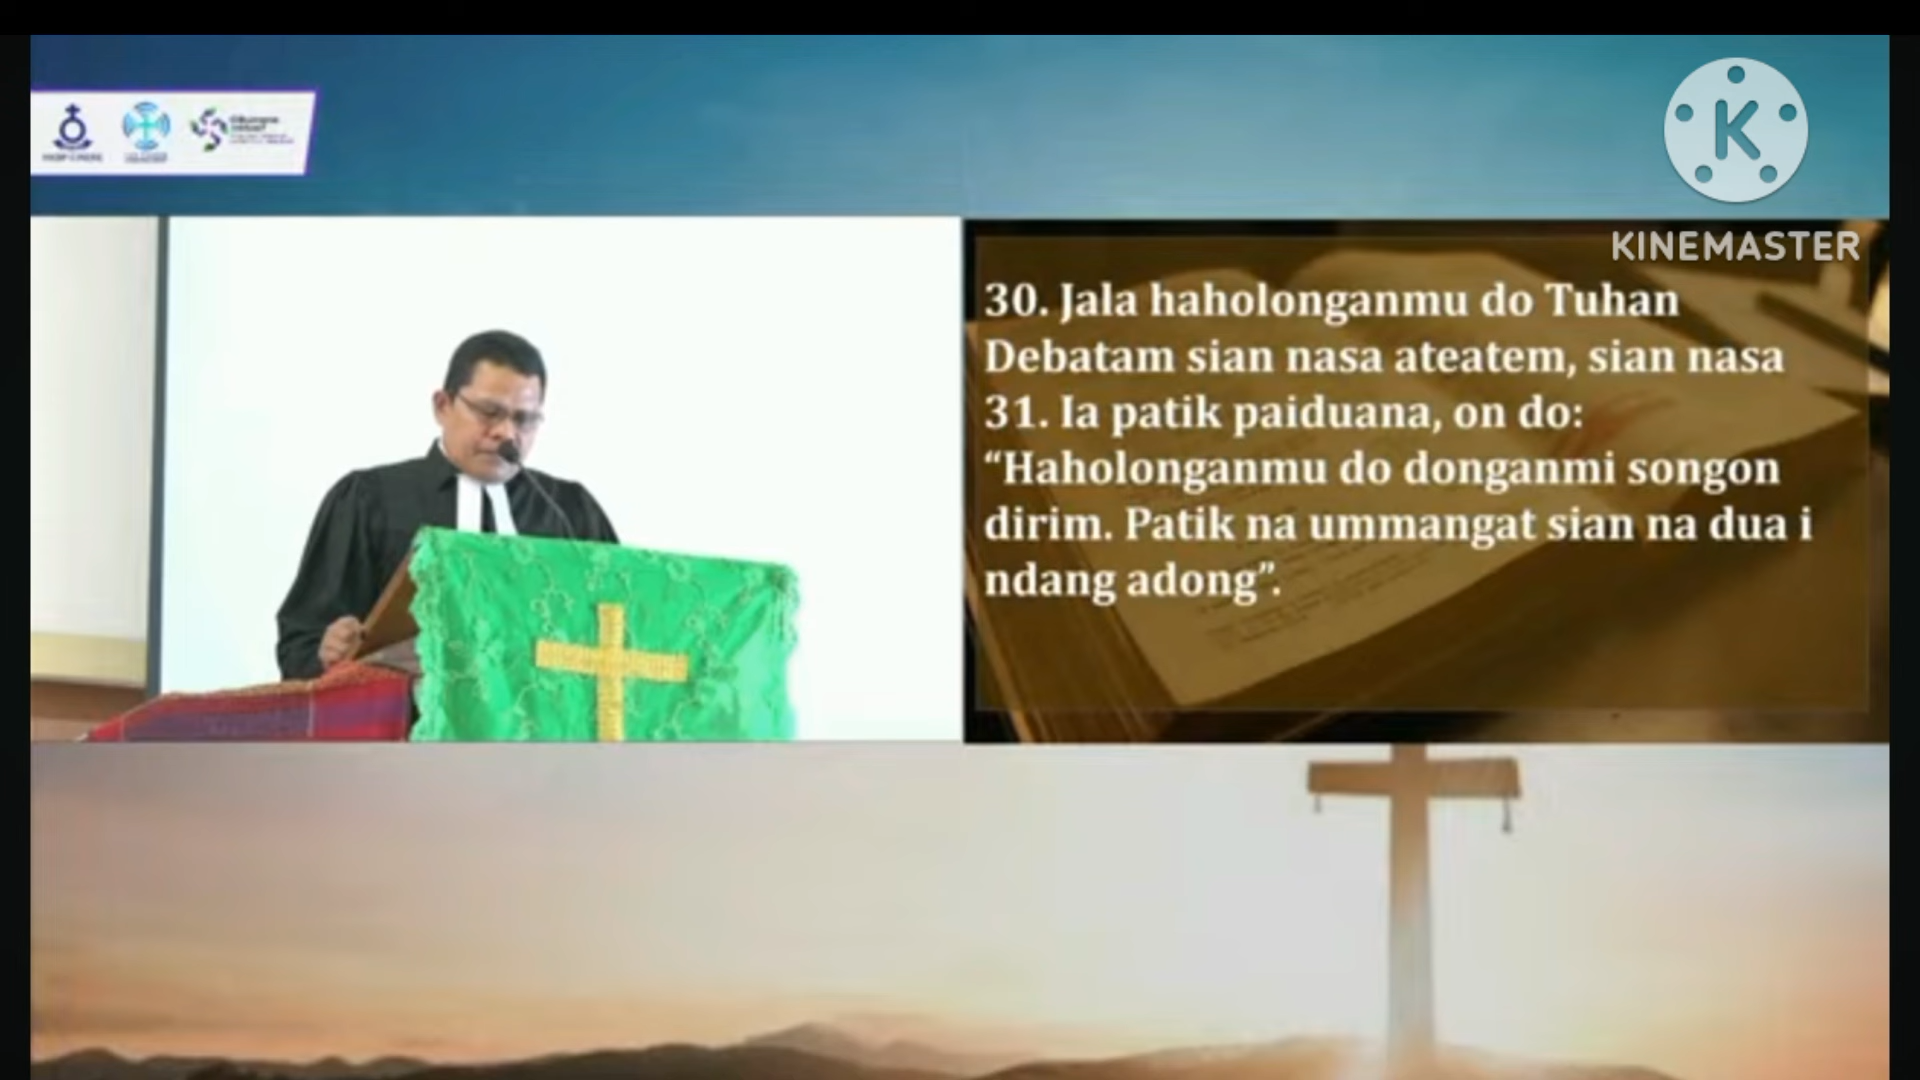 KINEMASTER
30. Jala haholonganmu do Tuhan
Debatam sian nasa ateatem, sian nasa
31. Ia patik paiduana, on do:
“Haholonganmu do donganmi songon
dirim. Patik na ummangat sian na dua i
ndang adong”.